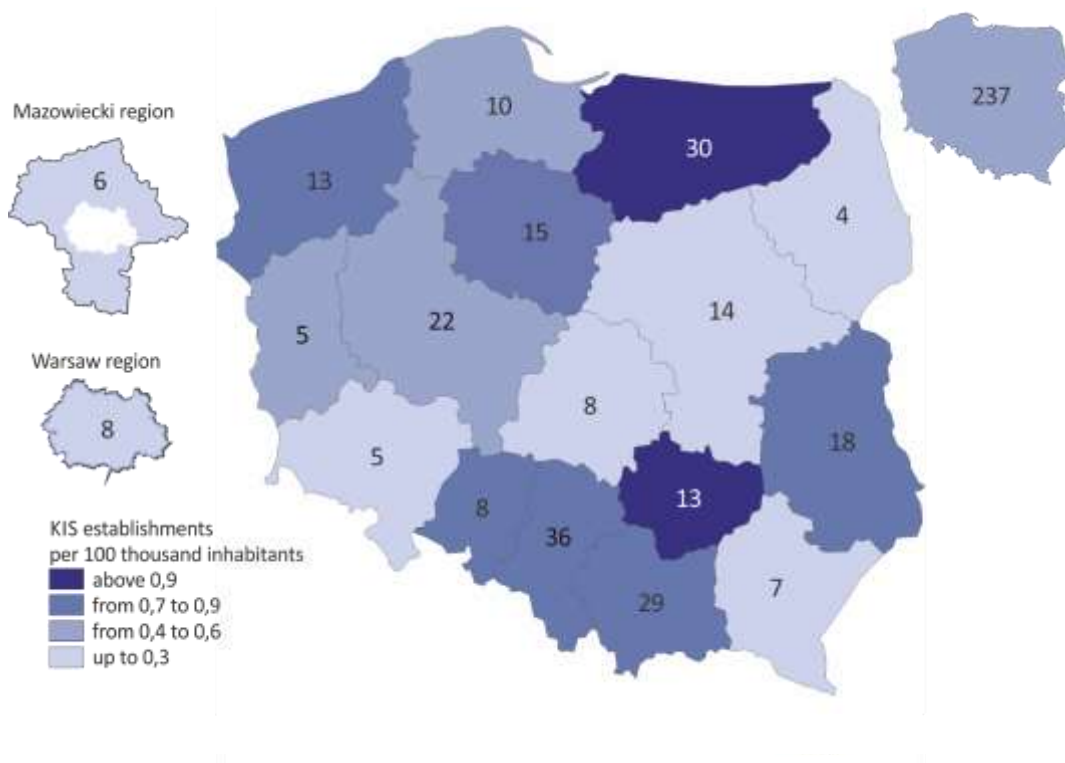 237
Mazowiecki region
6
10
30
13
15
4
14
22
5
Warsaw region
8
8
5
18
13
8
36
7
29
KIS establishments
per 100 thousand inhabitants
above 0,9
from 0,7 to 0,9
from 0,4 to 0,6
up to 0,3